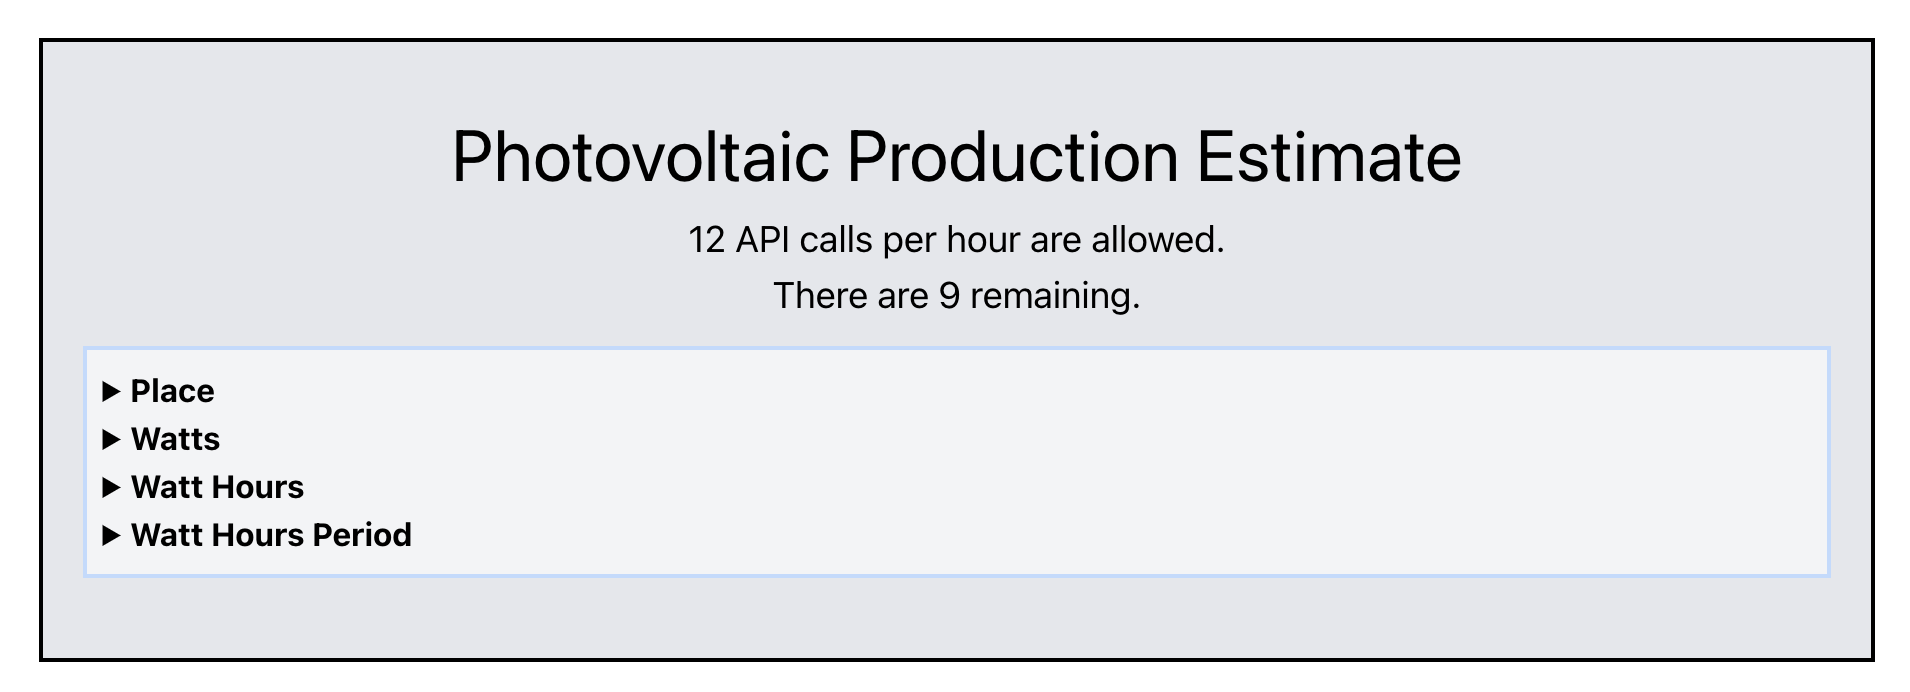 Photovoltaic Production Estimate
12 API calls per hour are allowed.
There are 9 remaining.
Place
Watts
Watt Hours
Watt Hours Period